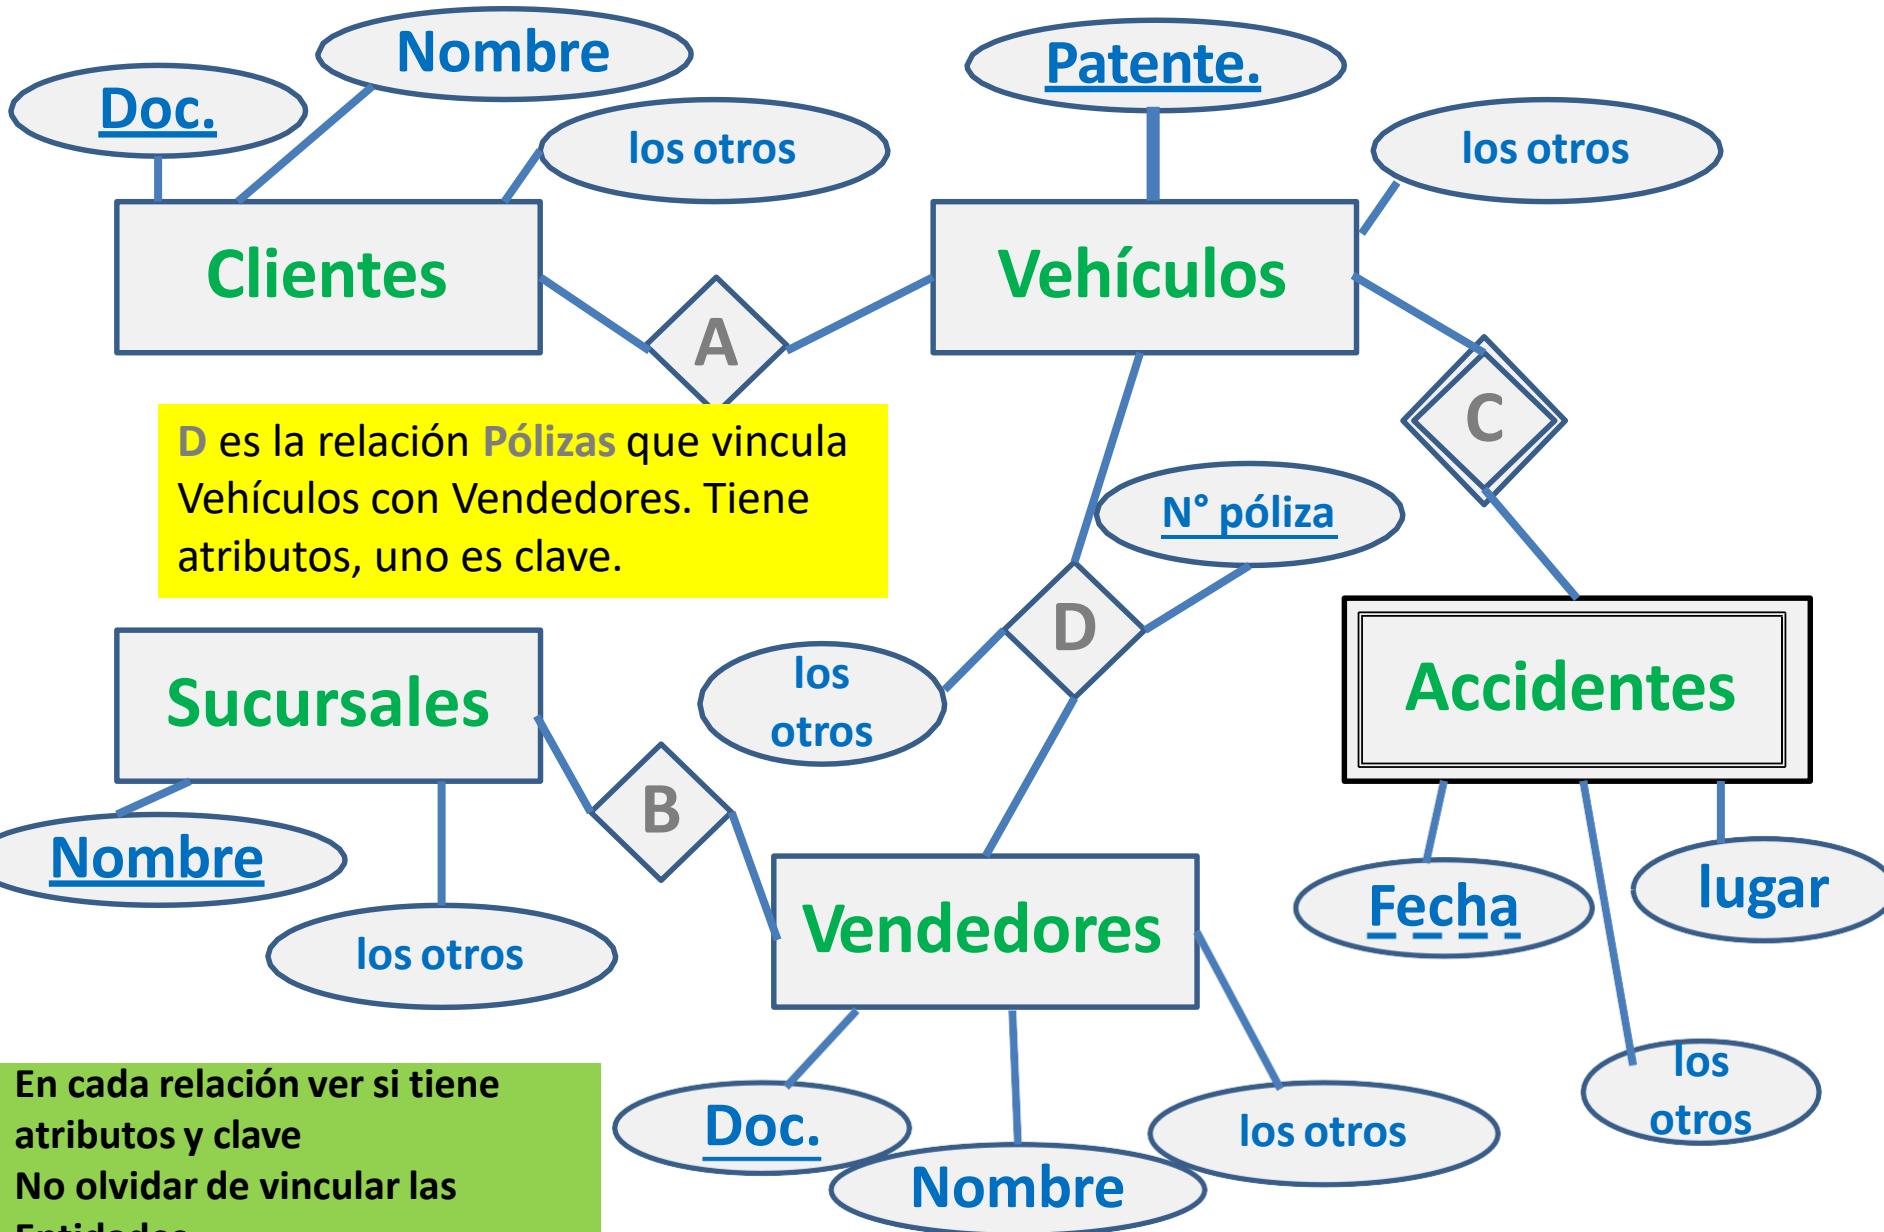 Nombre
Doc.
los otros
Patente.
los otros
Clientes
Vehículos
A
C
D es la relación Pólizas que vincula
Vehículos con Vendedores. Tiene
atributos, uno es clave.
N° póliza
D
los
otros
Sucursales
Accidentes
B
Nombre
los otros
Vendedores
Fecha
lugar
los
otros
Doc.
Nombre
los otros
En cada relación ver si tiene
atributos y clave
No olvidar de vincular las
Entidades